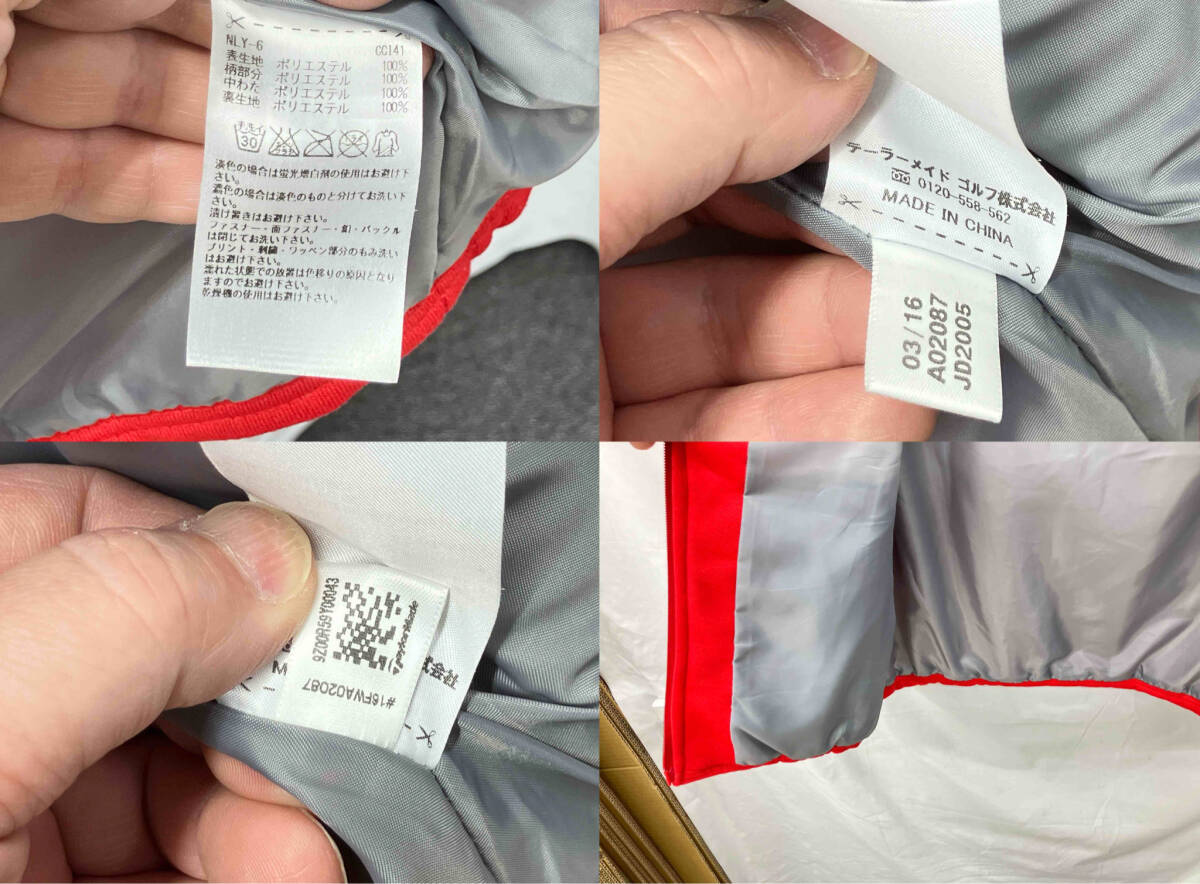 NLY-6
CC141
表生地 ポリエステル 100%
柄部分 ポリエステル 100%
中わた ポリエステル 100%
裏生地 ポリエステル 100%
手モイ
30
ドライ
淡色の場合は蛍光増白剤の使用はお避け下
さい。
濃色の場合は淡色のものと分けてお洗い下
さい。
漬け置きはお避け下さい。
ファスナー・面ファスナー・釦・バックル
は閉じてお洗い下さい。
プリント・刺繍・ワッペン部分のもみ洗い
はお避け下さい。
濡れた状態での放置は色移りの原因となり
ますのでお避け下さい。
乾燥機の使用はお避け下さい。
テーラーメイド ゴルフ株式会社
0120-558-562
MADE IN CHINA
03/16
A02087
JD2005
9Z00R59Y00043
TaylorMade
#16FWA02087
M
式会社